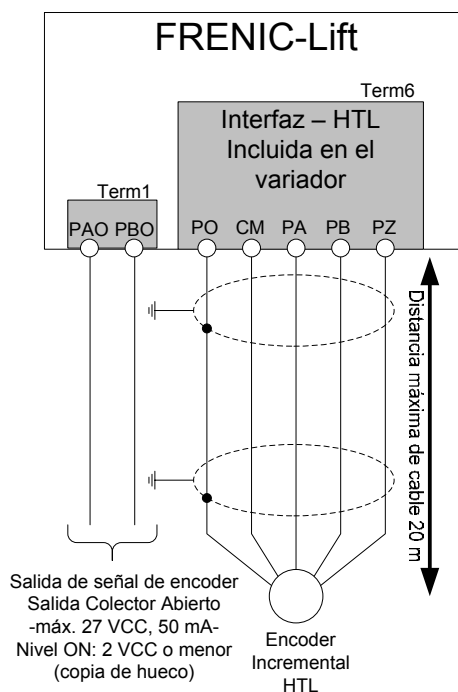 FRENIC-Lift
Term6
Interfaz – HTL
Incluida en el
variador
Term1
PAO PBO
PO CM PA PB PZ
Distancia máxima de cable 20 m
Salida de señal de encoder
Salida Colector Abierto
-máx. 27 VCC, 50 mA-
Nivel ON: 2 VCC o menor
(copia de hueco)
Encoder
Incremental
HTL